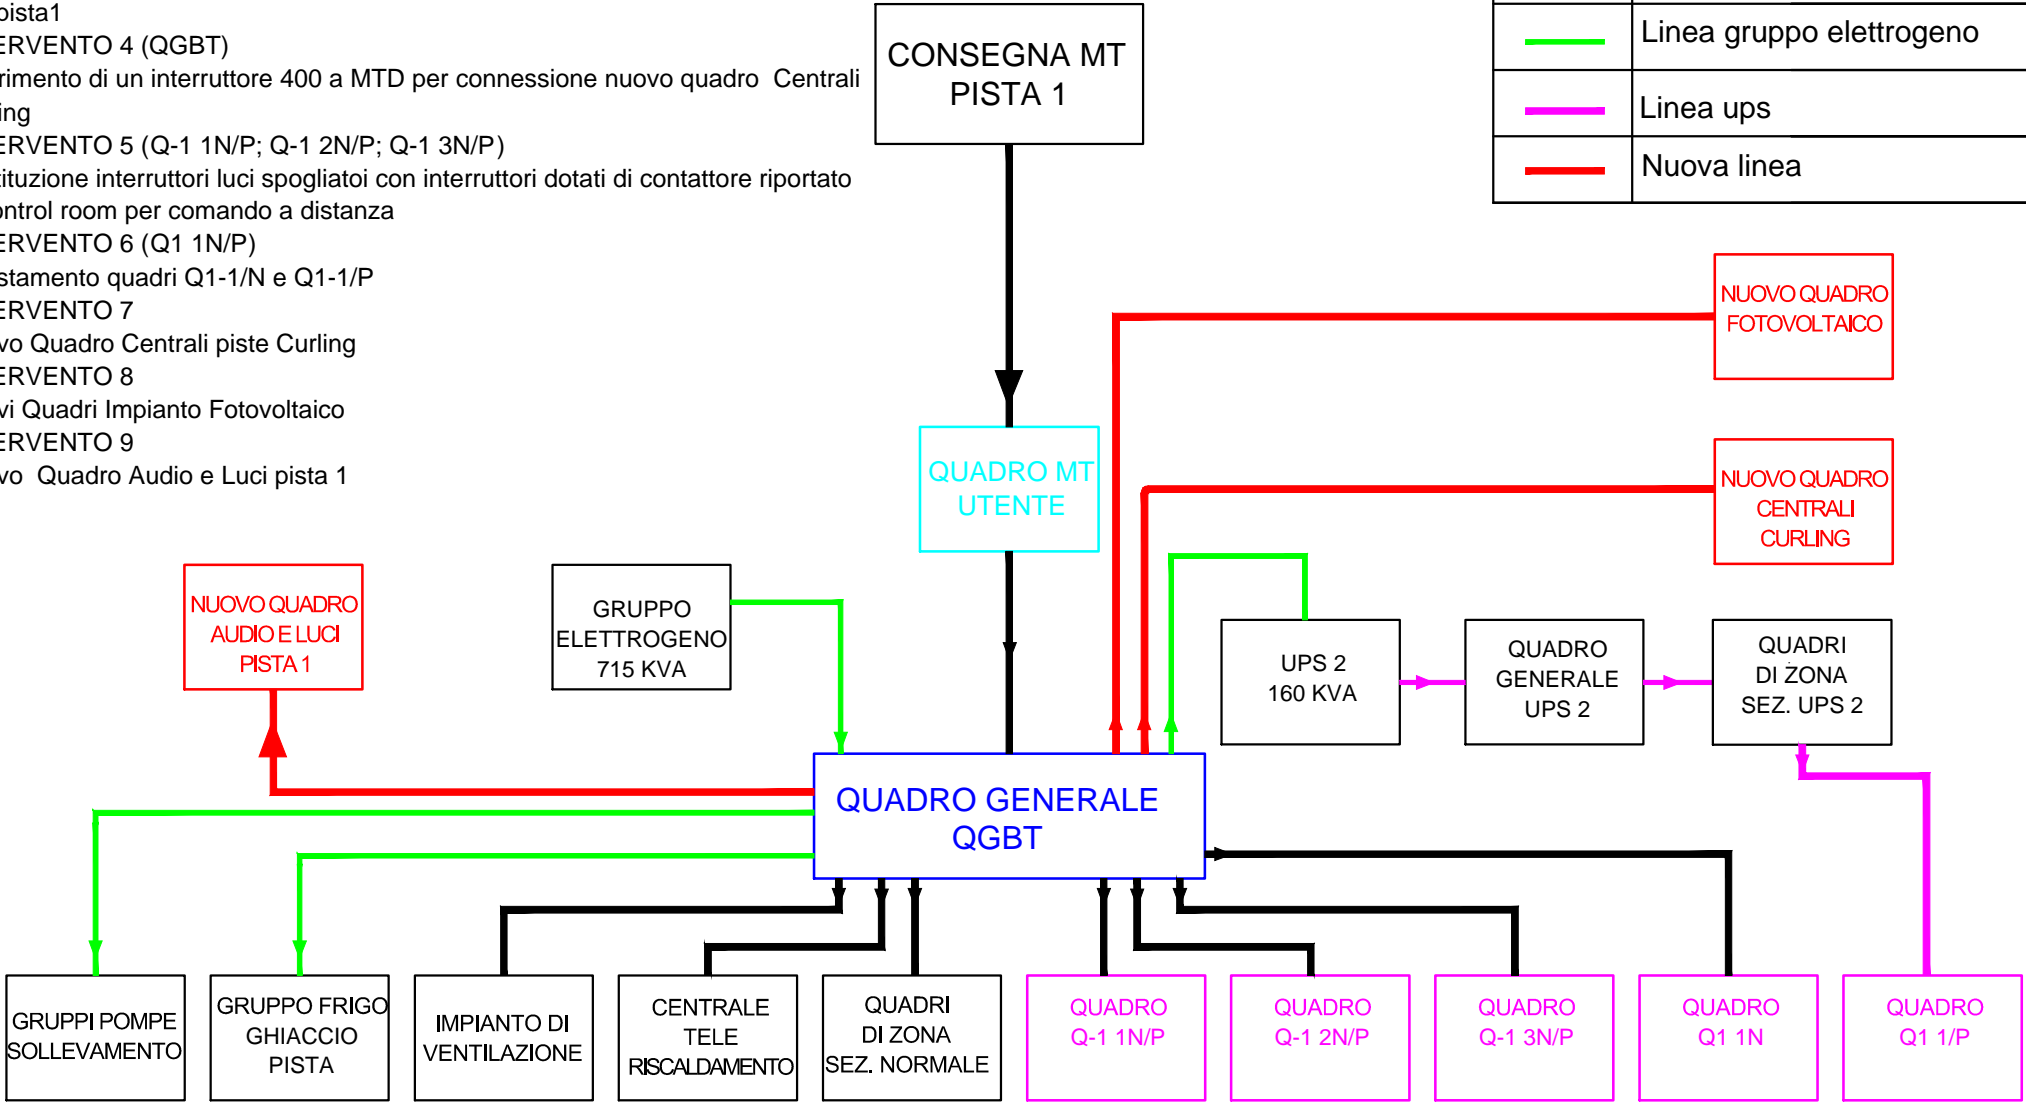 pista1
ERVENTO 4 (QGBT)
rimento di un interruttore 400 a MTD per connessione nuovo quadro Centrali
ing
ERVENTO 5 (Q-1 1N/P; Q-1 2N/P; Q-1 3N/P)
tituzione interruttori luci spogliatoi con interruttori dotati di contattore riportato
ontrol room per comando a distanza
ERVENTO 6 (Q1 1N/P)
stamento quadri Q1-1/N e Q1-1/P
ERVENTO 7
vo Quadro Centrali piste Curling
ERVENTO 8
vi Quadri Impianto Fotovoltaico
ERVENTO 9
vo Quadro Audio e Luci pista 1
CONSEGNA MT
PISTA 1
Linea gruppo elettrogeno
Linea ups
Nuova linea
NUOVO QUADRO
FOTOVOLTAICO
QUADRO MT
UTENTE
NUOVO QUADRO
CENTRALI
CURLING
NUOVO QUADRO
AUDIO E LUCI
PISTA 1
GRUPPO
ELETTROGENO
715 KVA
UPS 2
160 KVA
QUADRO
GENERALE
UPS 2
QUADRI
DI ZONA
SEZ. UPS 2
QUADRO GENERALE
QGBT
GRUPPI POMPE
SOLLEVAMENTO
GRUPPO FRIGO
GHIACCIO
PISTA
IMPIANTO DI
VENTILAZIONE
CENTRALE
TELE
RISCALDAMENTO
QUADRI
DI ZONA
SEZ. NORMALE
QUADRO
Q-1 1N/P
QUADRO
Q-1 2N/P
QUADRO
Q-1 3N/P
QUADRO
Q1 1N
QUADRO
Q1 1/P